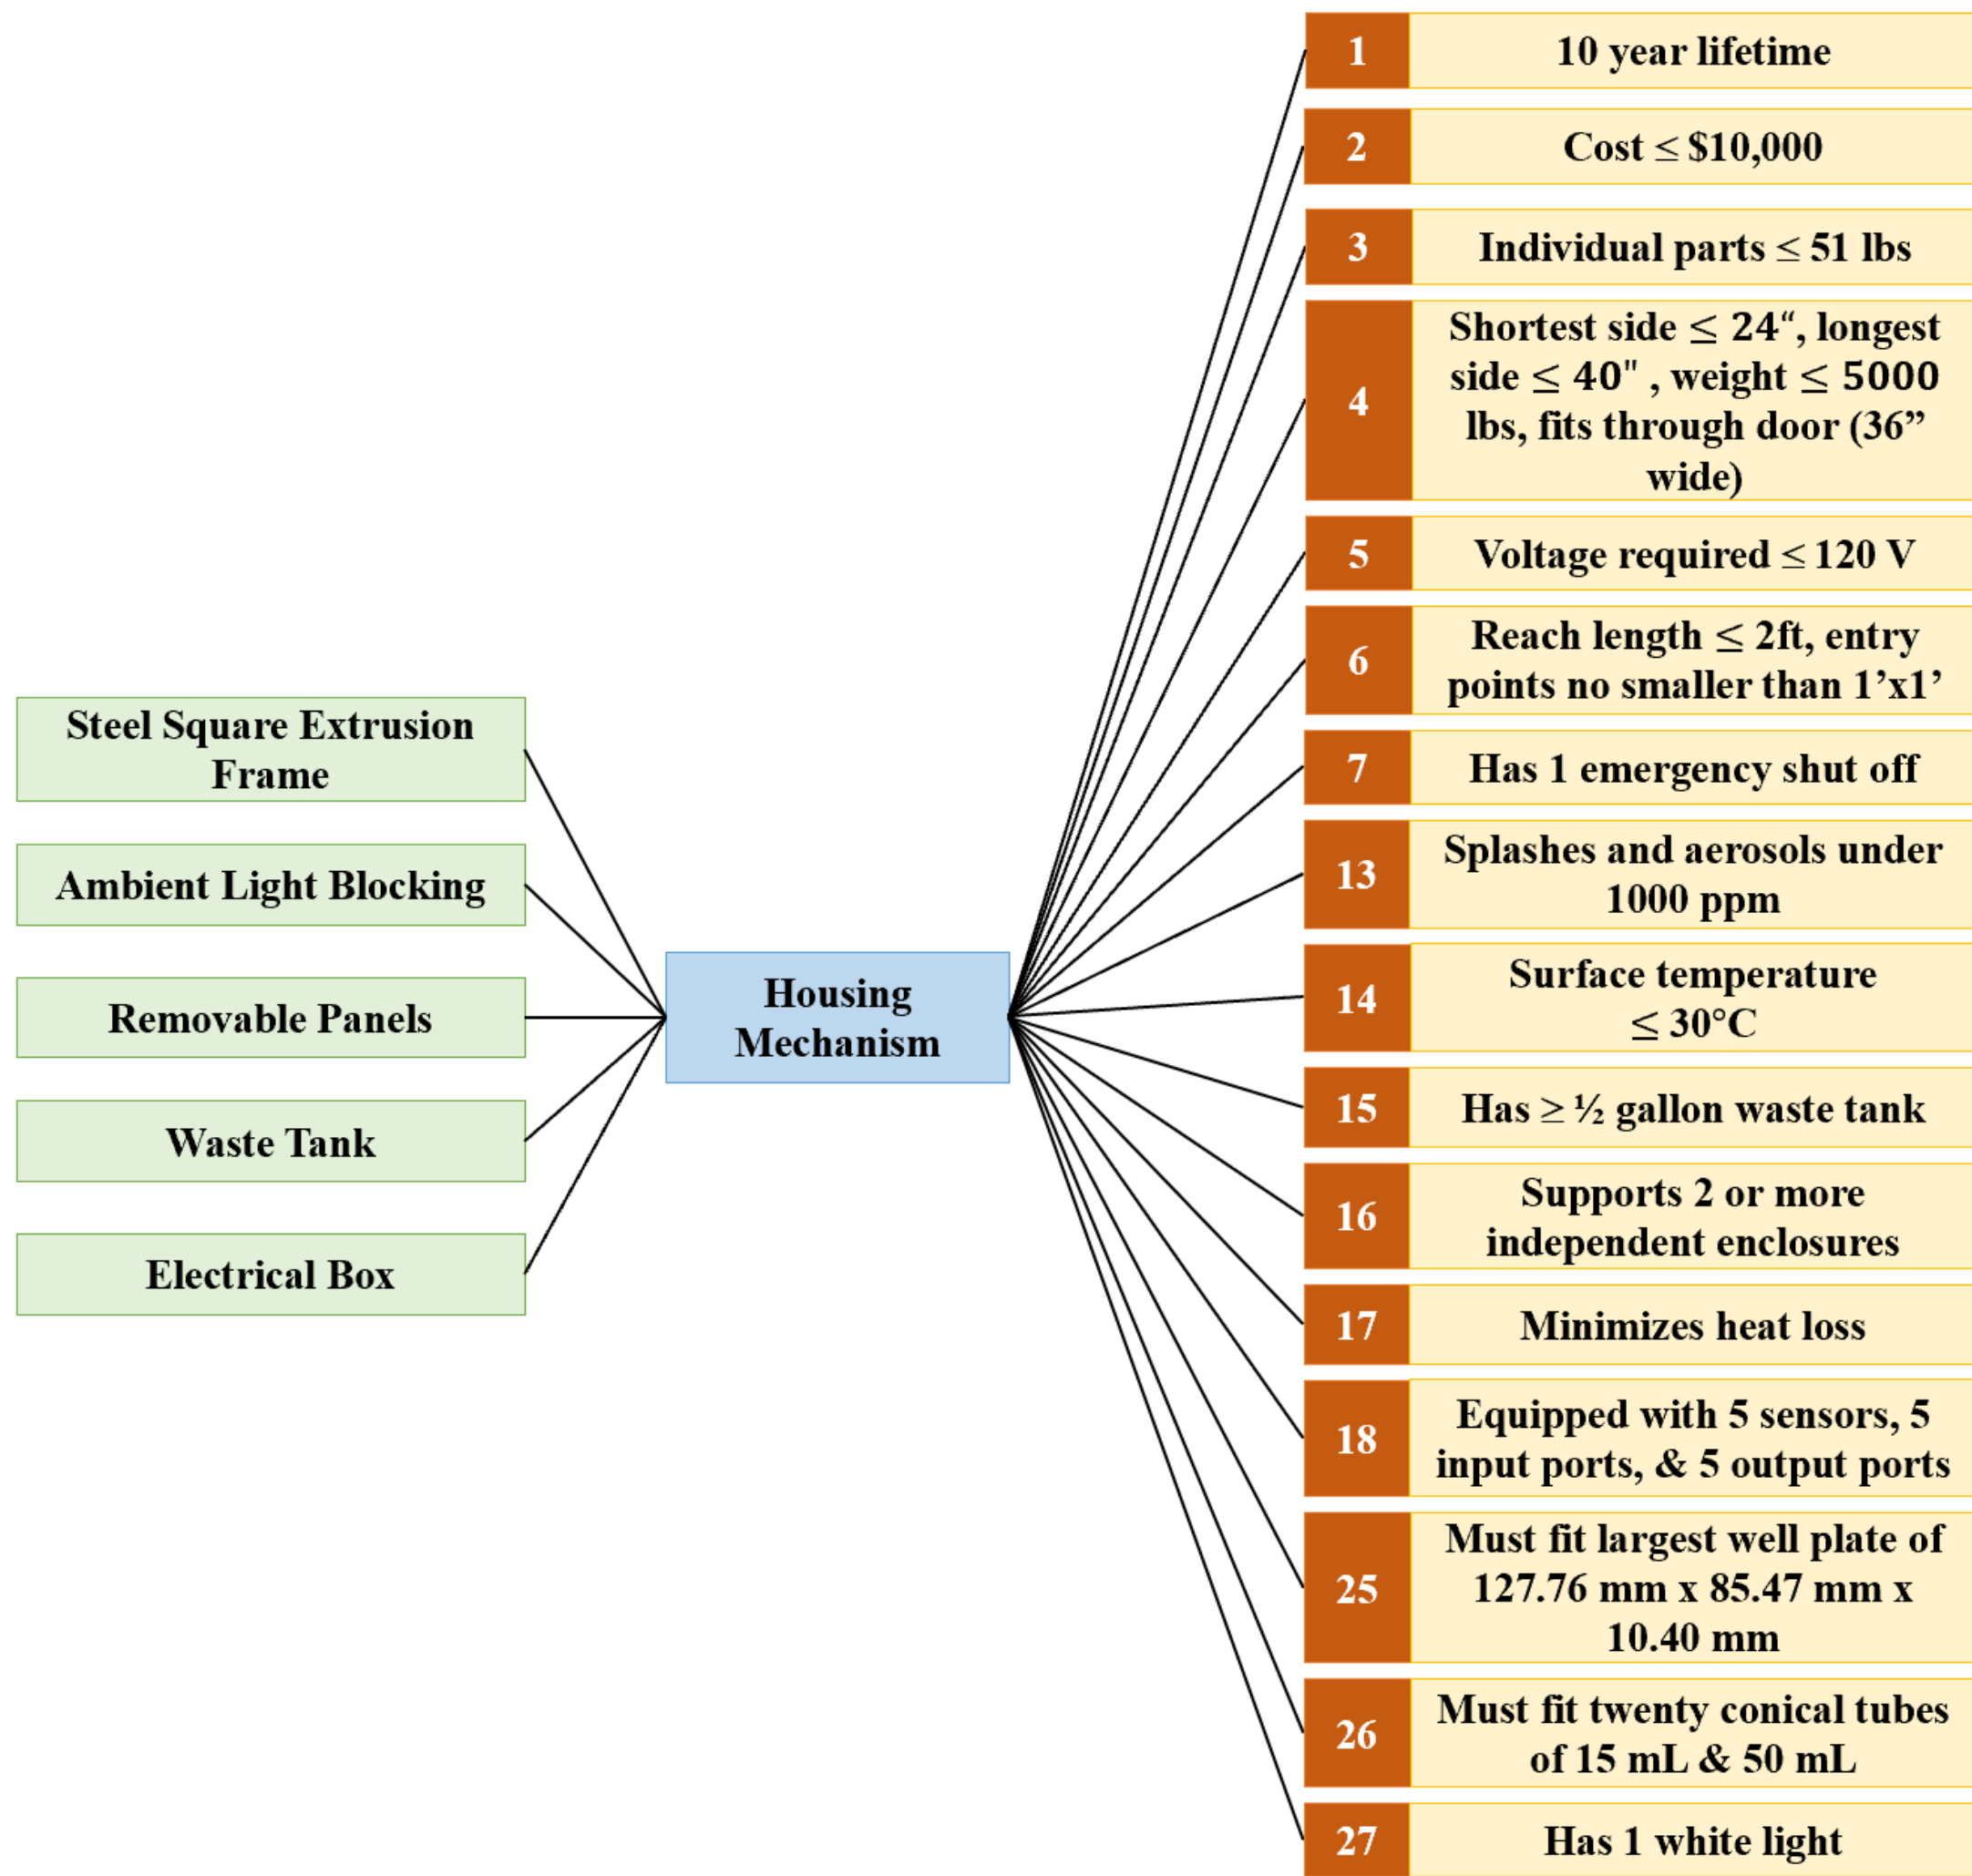 Steel Square Extrusion
Frame
Ambient Light Blocking
Removable Panels
Waste Tank
Electrical Box
Housing
Mechanism
1
10 year lifetime
2
Cost ≤ $10,000
3
Individual parts ≤ 51 lbs
4
Shortest side ≤ 24“, longest
side ≤ 40" , weight ≤ 5000
lbs, fits through door (36”
wide)
5
Voltage required ≤ 120 V
6
Reach length ≤ 2ft, entry
points no smaller than 1’x1’
7
Has 1 emergency shut off
13
Splashes and aerosols under
1000 ppm
14
Surface temperature
≤ 30°C
15
Has ≥ ½ gallon waste tank
16
Supports 2 or more
independent enclosures
17
Minimizes heat loss
18
Equipped with 5 sensors, 5
input ports, & 5 output ports
25
Must fit largest well plate of
127.76 mm x 85.47 mm x
10.40 mm
26
Must fit twenty conical tubes
of 15 mL & 50 mL
27
Has 1 white light